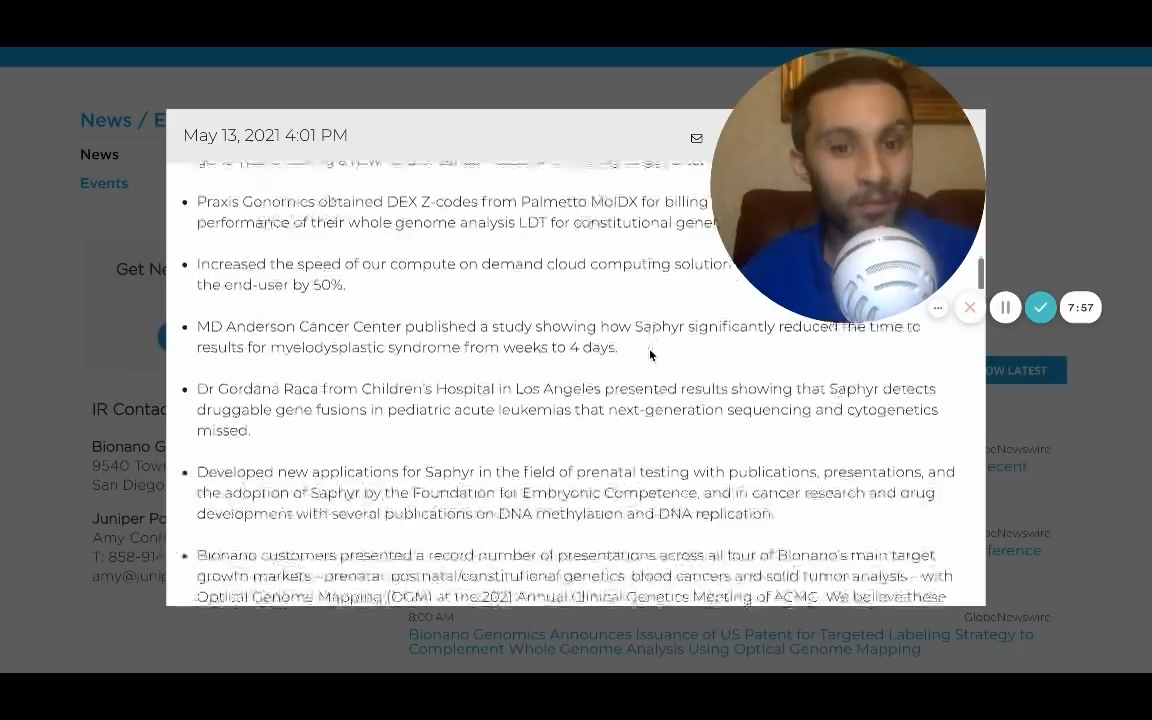 News / E
May 13, 2021 4:01 PM
News
Events
Praxis Genomics obtained DEX Z-codes from Palmetto MolDX for billing
performance of their whole genome analysis LDT for constitutional gene
Increased the speed of our compute on demand cloud computing solution
the end-user by 50%.
Get Ne
7:57
MD Anderson Cancer Center published a study showing how Saphyr significantly reduced the time to
results for myelodysplastic syndrome from weeks to 4 days.
OW LATEST
Dr Gordana Raca from Children's Hospital in Los Angeles presented results showing that Saphyr detects
druggable gene fusions in pediatric acute leukemias that next-generation sequencing and cytogenetics
missed.
IR Contac
Bionano G
9540 Town
San Diego
obeNewswire
ecent
Developed new applications for Saphyr in the field of prenatal testing with publications, presentations, and
the adoption of Saphyr by the Foundation for Embryonic Competence, and in cancer research and drug
development with several publications on DNA methylation and DNA replication.
Juniper Po
Amy Conl
T: 858-914
amy@junip
obeNewswire
ference
Bionano customers presented a record number of presentations across all four of Bionano's main target
growth markets - prenatal, postnatal/constitutional genetics, blood cancers and solid tumor analysis - with
Optical Genome Mapping (OGM) at the 2021 Annual Clinical Genetics Meeting of ACMG. We believe these
8:00 AM
GlobeNewswire
Bionano Genomics Announces Issuance of US Patent for Targeted Labeling Strategy to
Complement Whole Genome Analysis Using Optical Genome Mapping